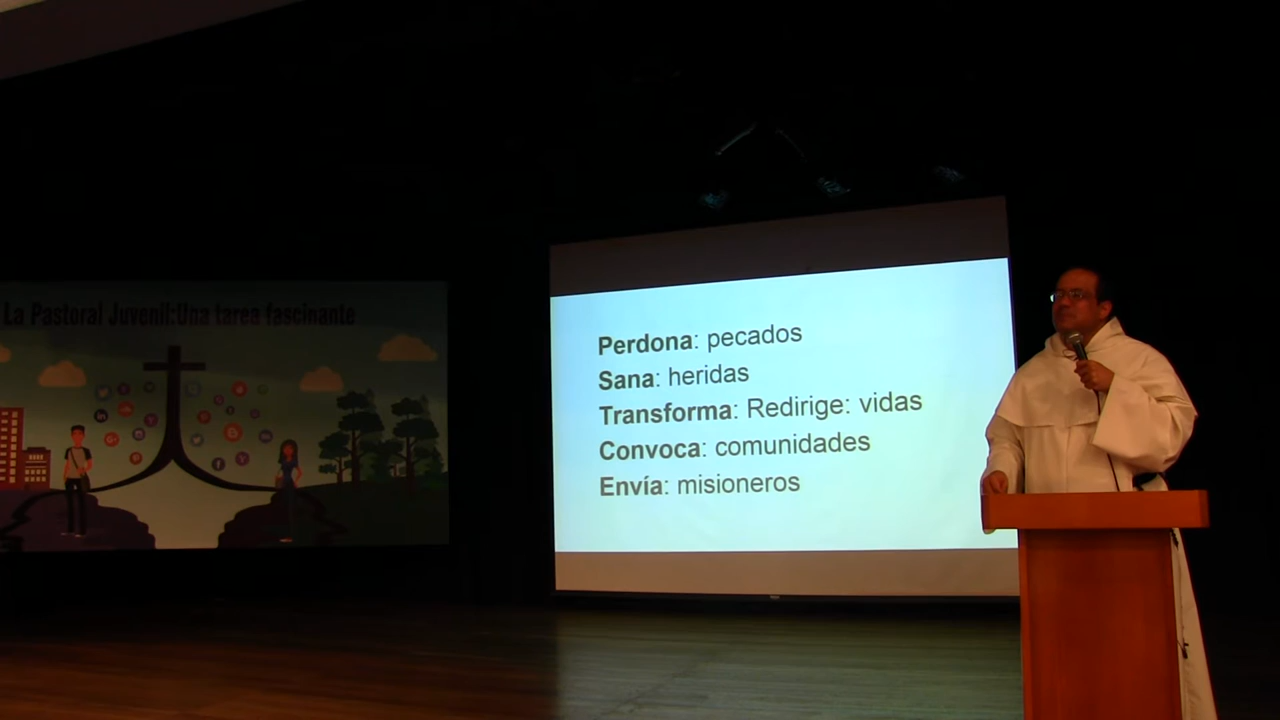 La Pastoral Juvenil:Una tarea fascinante
Perdona: pecados
Sana: heridas
Transforma: Redirige: vidas
Convoca: comunidades
Envía: misioneros